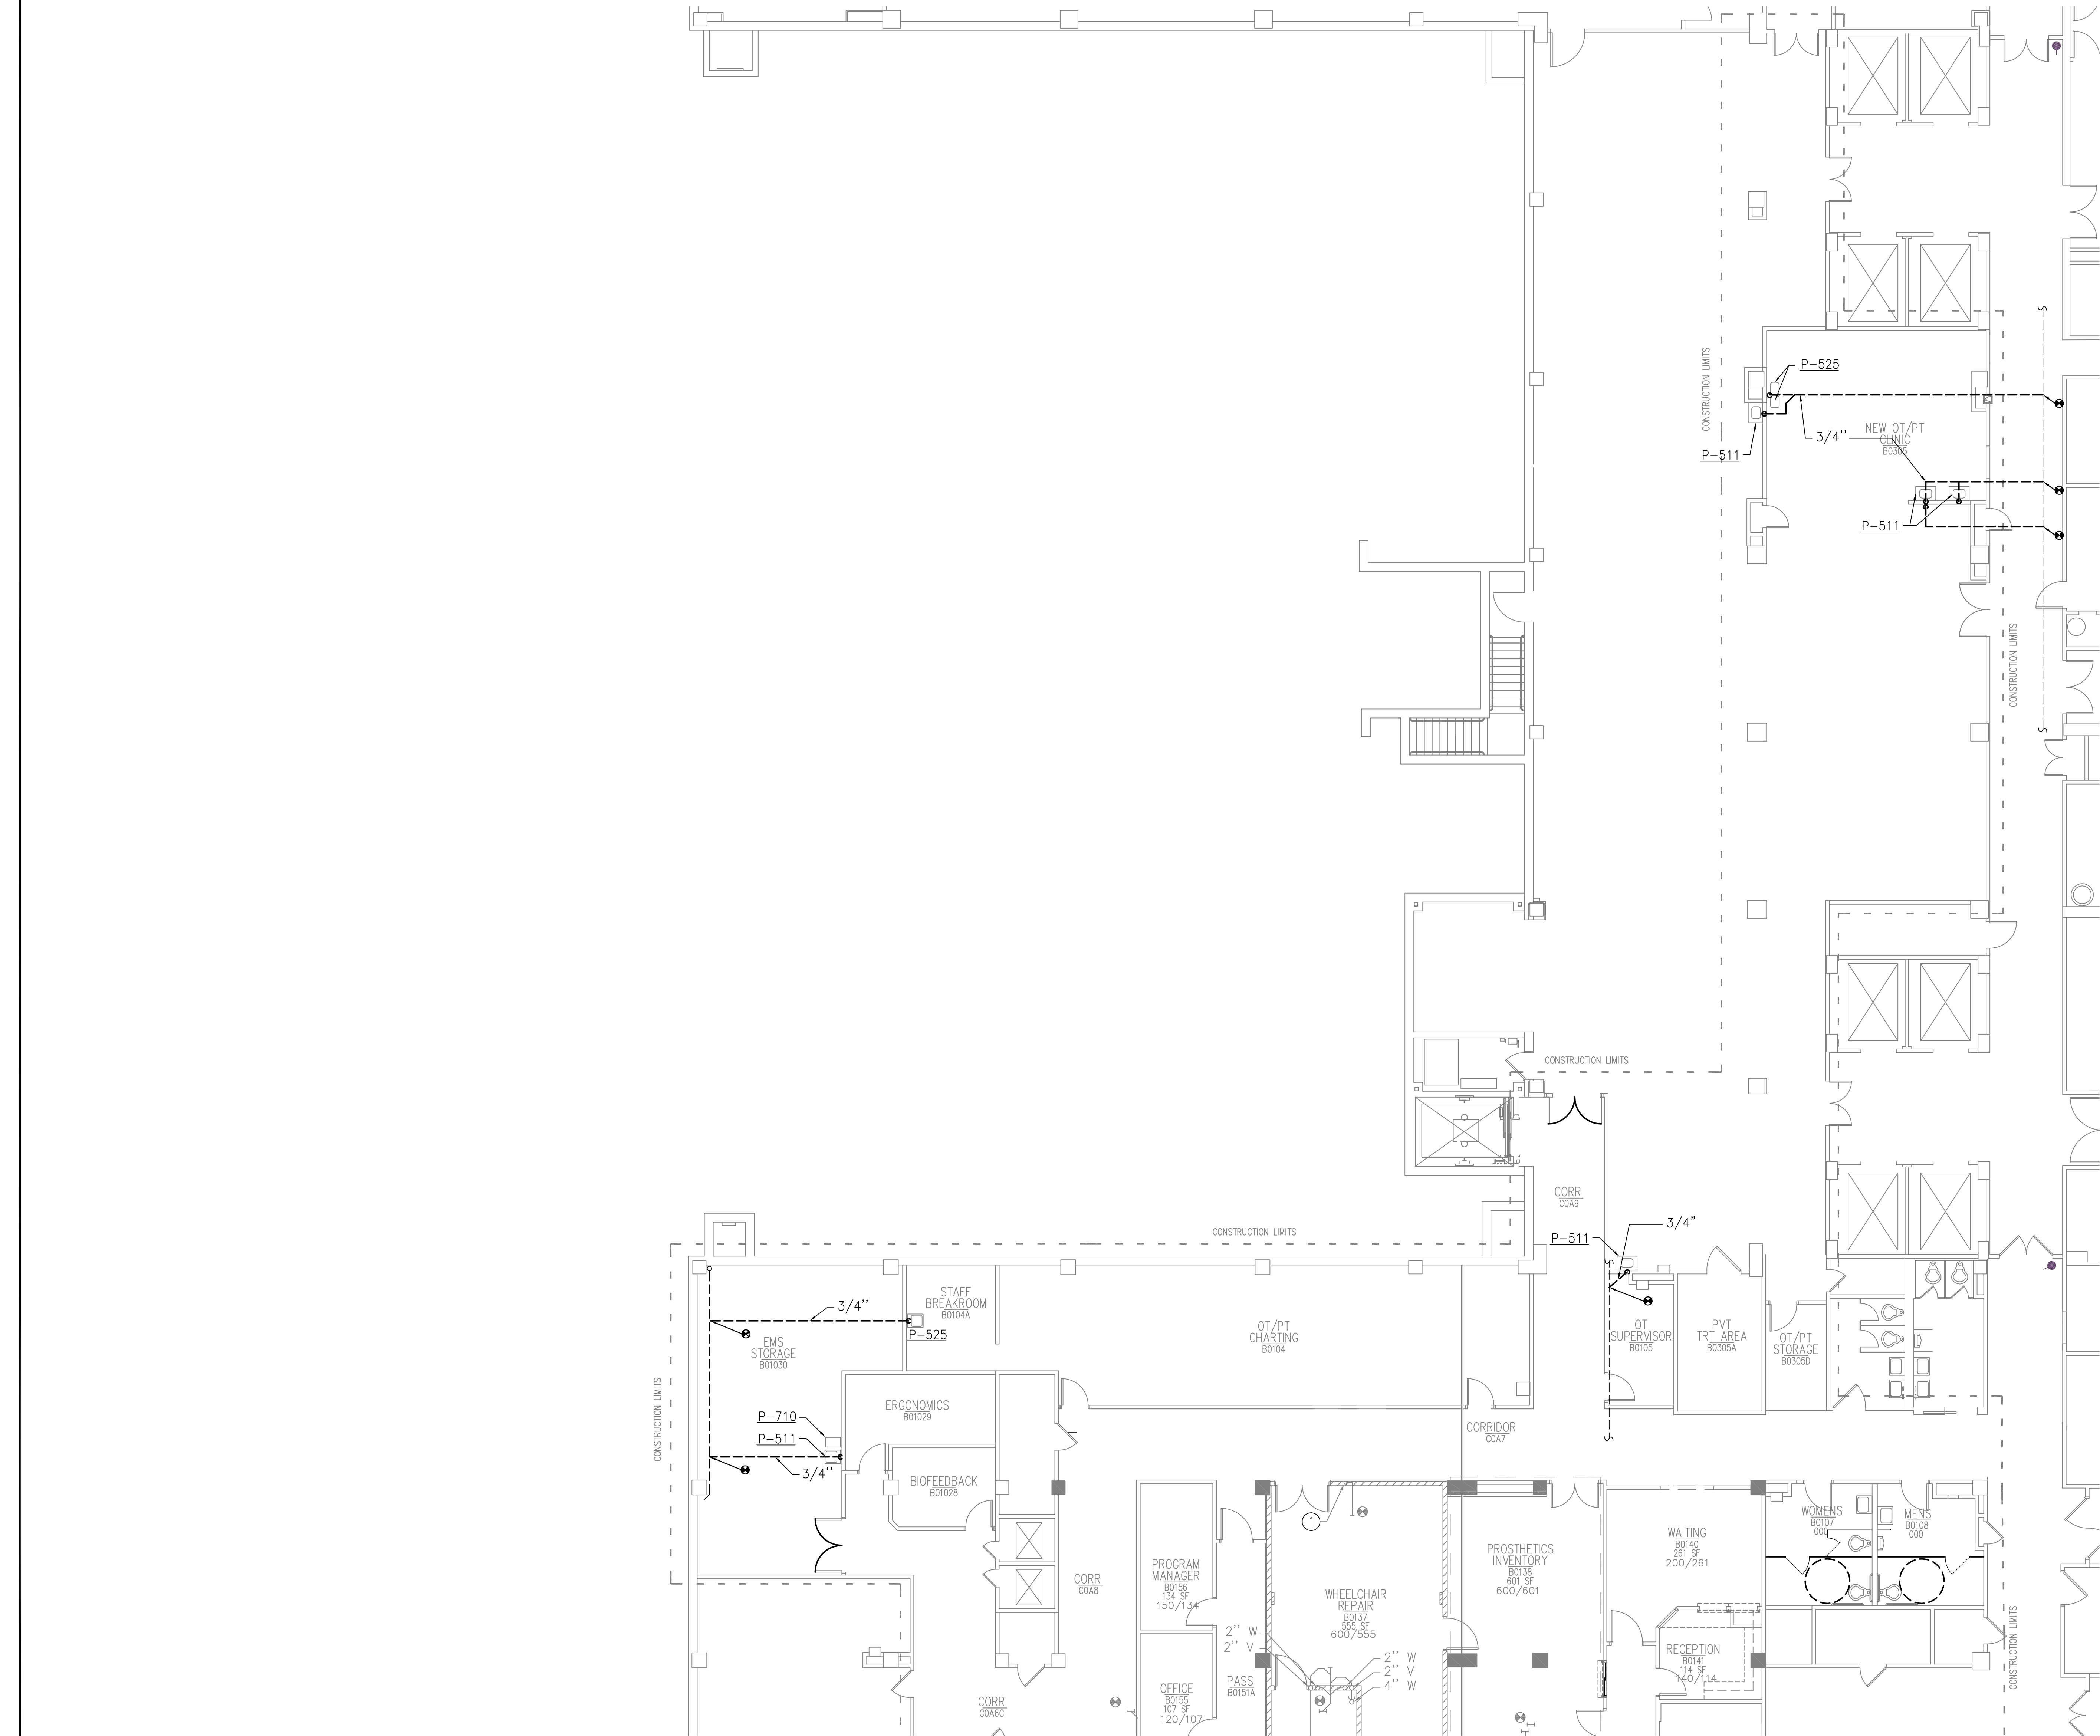 CONSTRUCTION LIMITS
P-525
P-511
3/4''
NEW OT/PT
CLINIC
B0305
P-511
CONSTRUCTION LIMITS
CONSTRUCTION LIMITS
CORR
C0A9
CONSTRUCTION LIMITS
P-511
3/4"
STAFF
BREAKROOM
B0104A
3/4''
P-525
EMS
STORAGE
B01030
OT/PT
CHARTING
B0104
OT
SUPERVISOR
B0105
PVT
TRT AREA
B0305A
OT/PT
STORAGE
B0305D
CONSTRUCTION LIMITS
ERGONOMICS
B01029
P-710
P-511
3/4''
CORRIDOR
C0A7
BIOFEEDBACK
B01028
1
WOMENS
B0107
000
MENS
B0108
000
WAITING
B0140
261 SF
200/261
PROSTHETICS
INVENTORY
B0138
601 SF
600/601
PROGRAM
MANAGER
B0156
134 SF
150/134
CORR
C0A8
WHEELCHAIR
REPAIR
B0137
555 SF
600/555
2'' W
2'' V
2'' W
2'' V
4'' W
RECEPTION
B0141
114 SF
140/114
CONSTRUCTION LIMITS
PASS
B0151A
OFFICE
B0155
107 SF
120/107
CORR
C0A6C